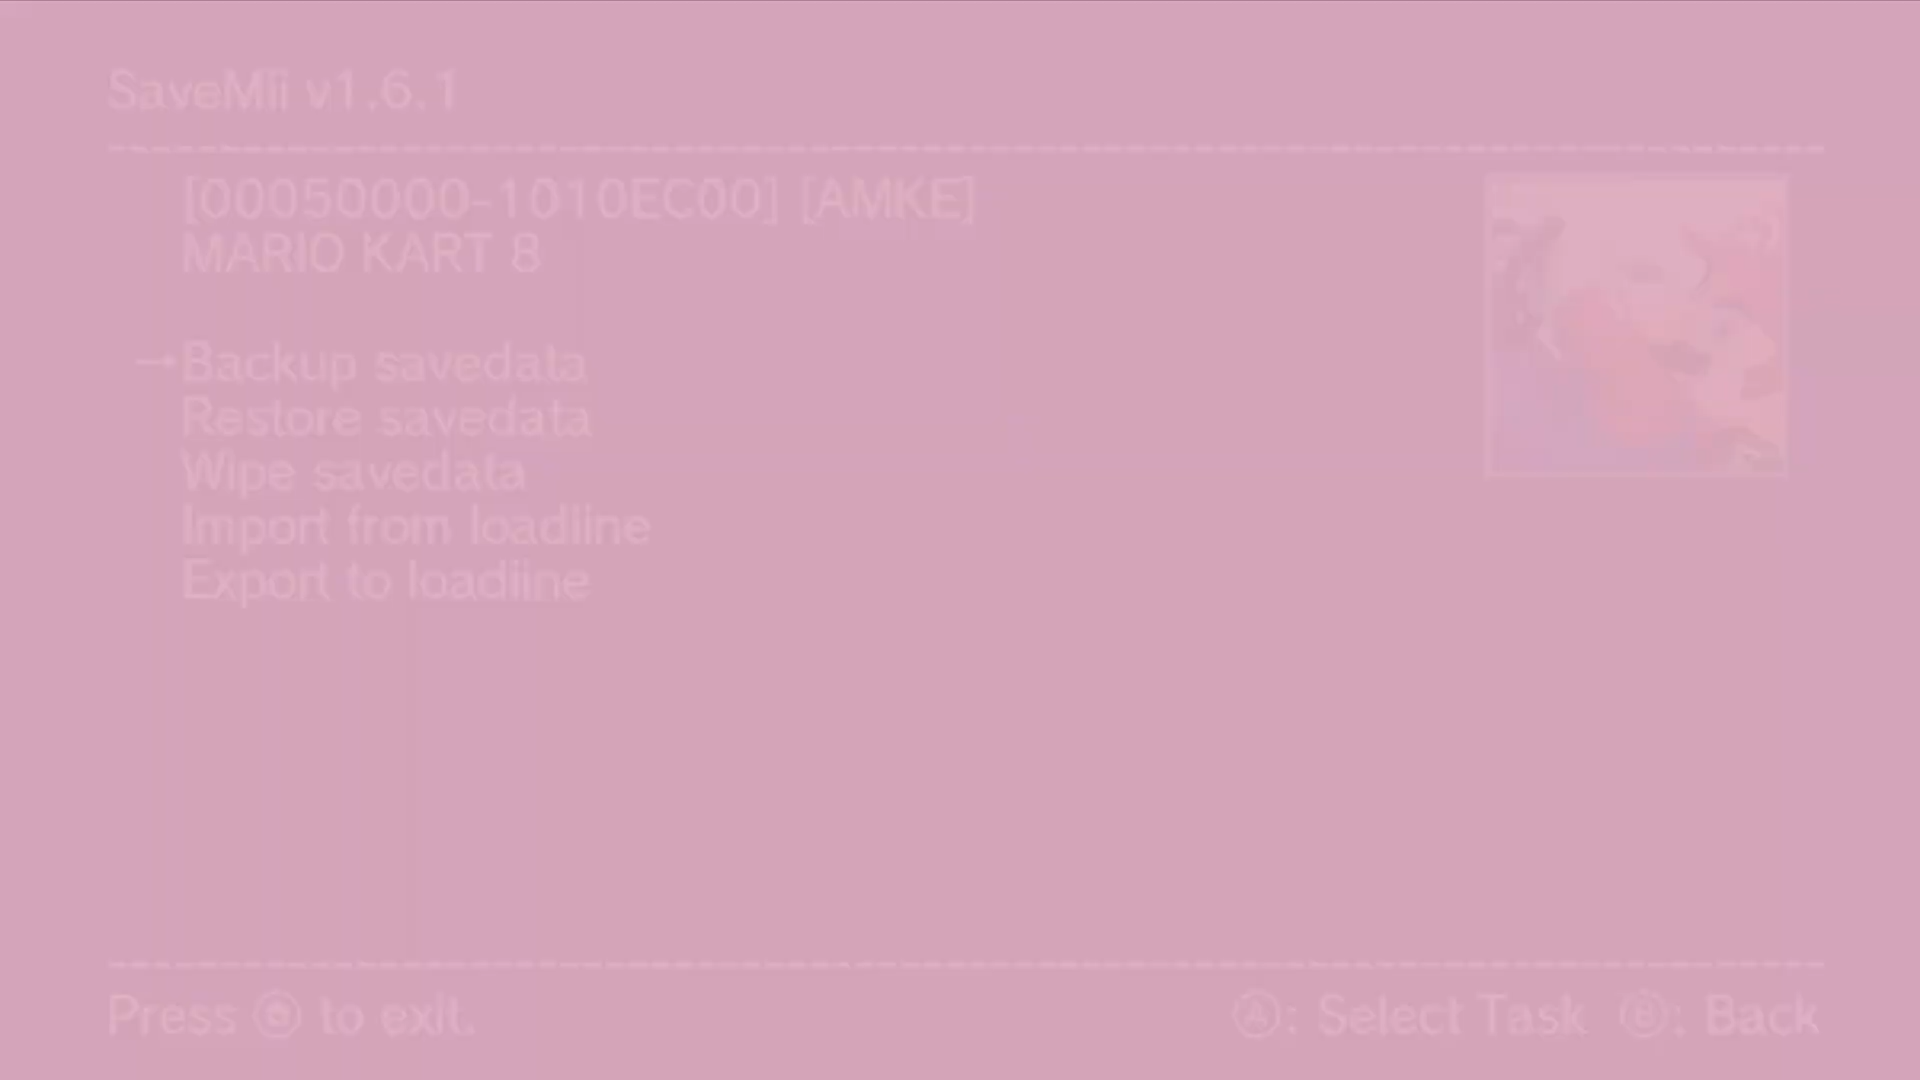 SaveMii v1.6.1
[00050000-1010EC00] [AMKE]
MARIO KART 8
→Backup savedata
Restore savedata
Wipe savedata
Import from loadiine
Export to loadiine
Press to exit.
Ⓐ: Select Task Ⓑ: Back